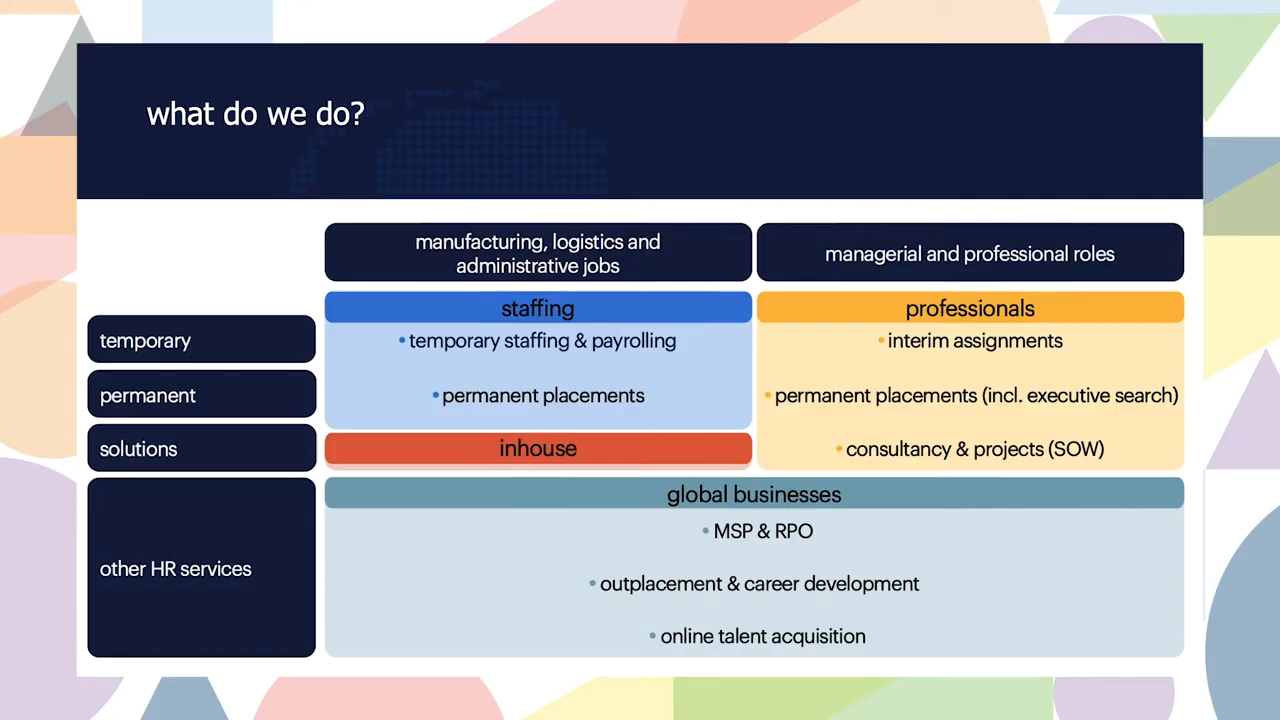 what do we do?
manufacturing, logistics and
administrative jobs
managerial and professional roles
staffing
professionals
temporary
• temporary staffing & payrolling
• interim assignments
permanent
• permanent placements
• permanent placements (incl. executive search)
solutions
inhouse
• consultancy & projects (SOW)
global businesses
• MSP & RPO
other HR services
• outplacement & career development
• online talent acquisition